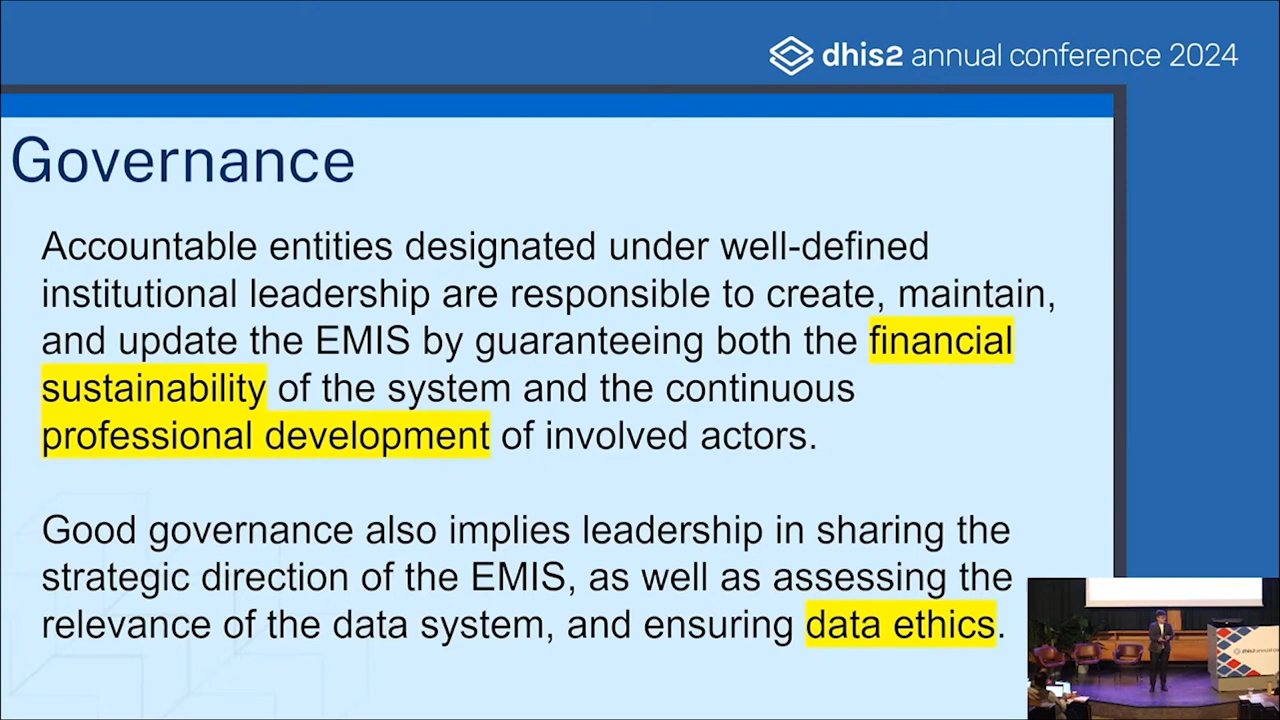 dhis2 annual conference 2024
Governance
Accountable entities designated under well-defined
institutional leadership are responsible to create, maintain,
and update the EMIS by guaranteeing both the financial
sustainability of the system and the continuous
professional development of involved actors.
Good governance also implies leadership in sharing the
strategic direction of the EMIS, as well as assessing the
relevance of the data system, and ensuring data ethics.
dhis2 annual